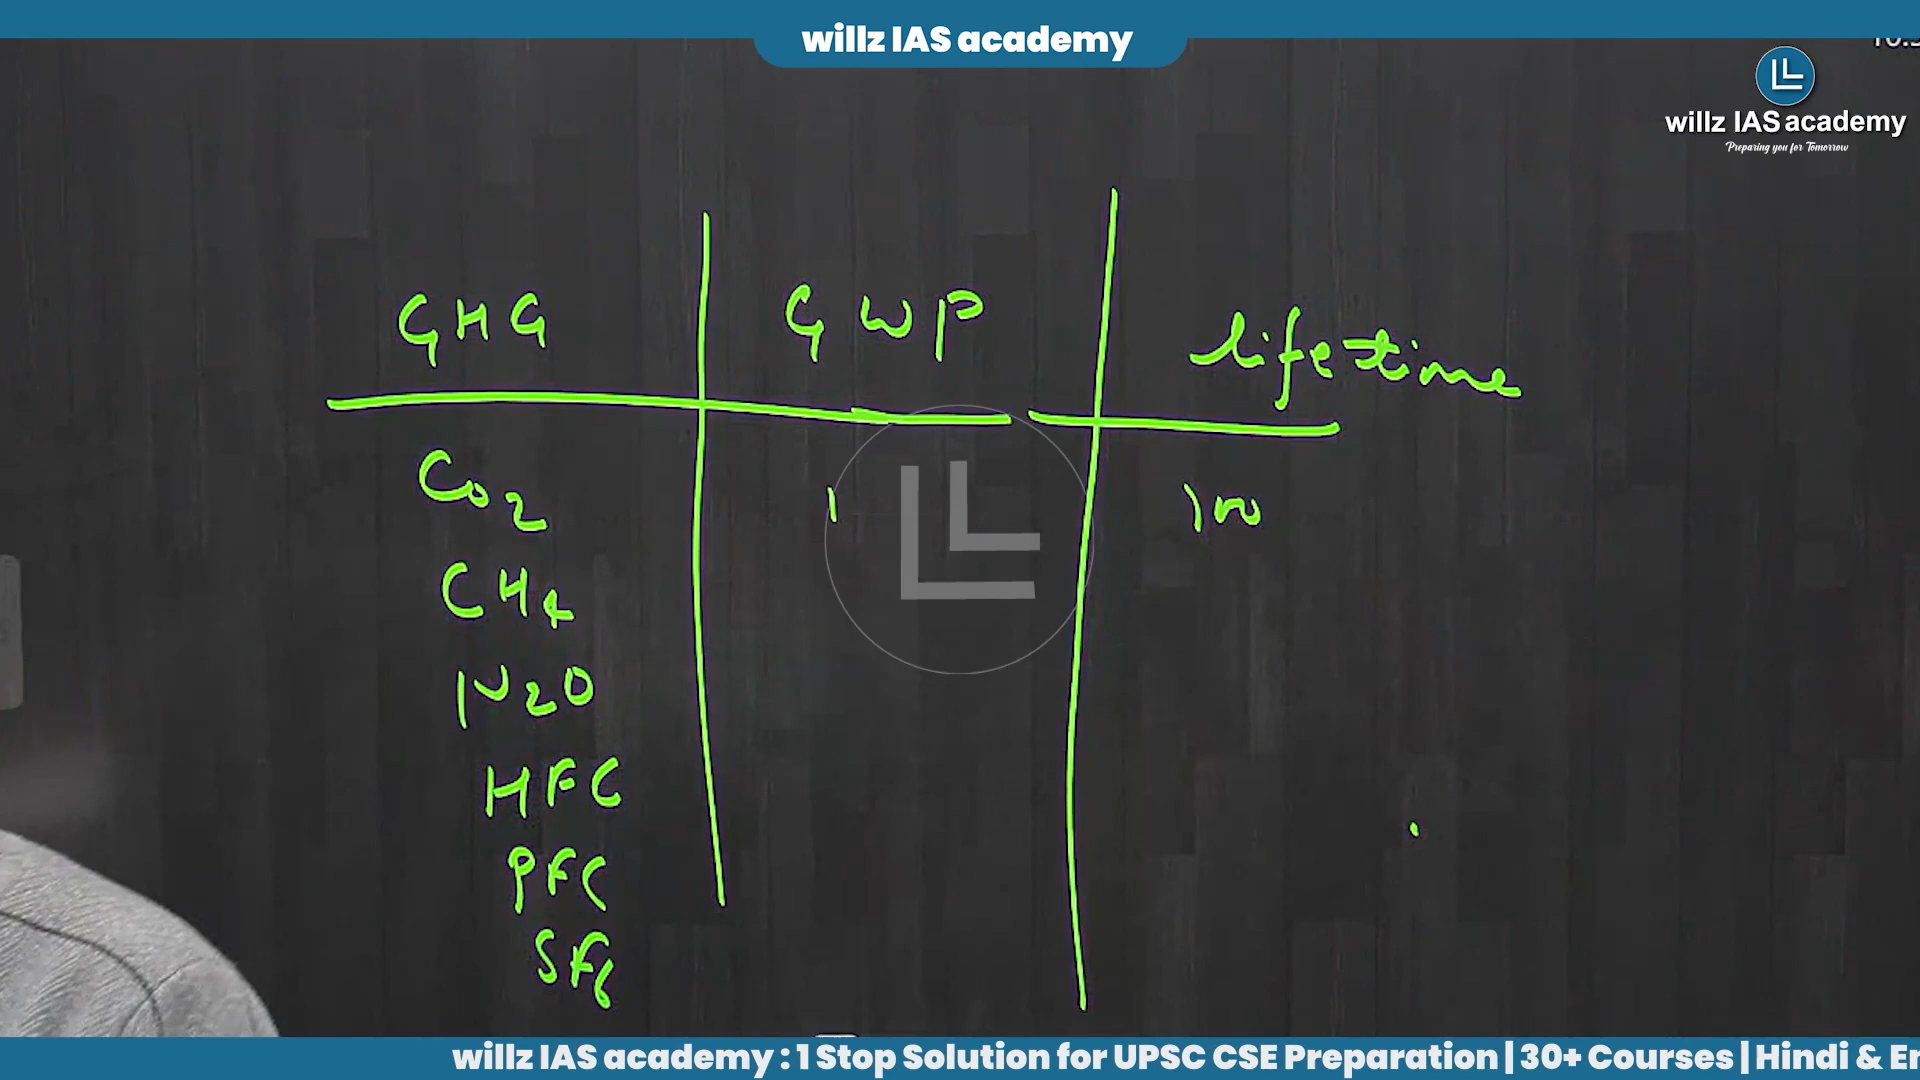 willz IAS academy
willz IAS academy
Preparing you for Tomorrow
GHG GWP lifetime
CO2 1 100
CH4
N2O
HFC
PFC
SF6
willz IAS academy : 1 Stop Solution for UPSC CSE Preparation | 30+ Courses | Hindi & En